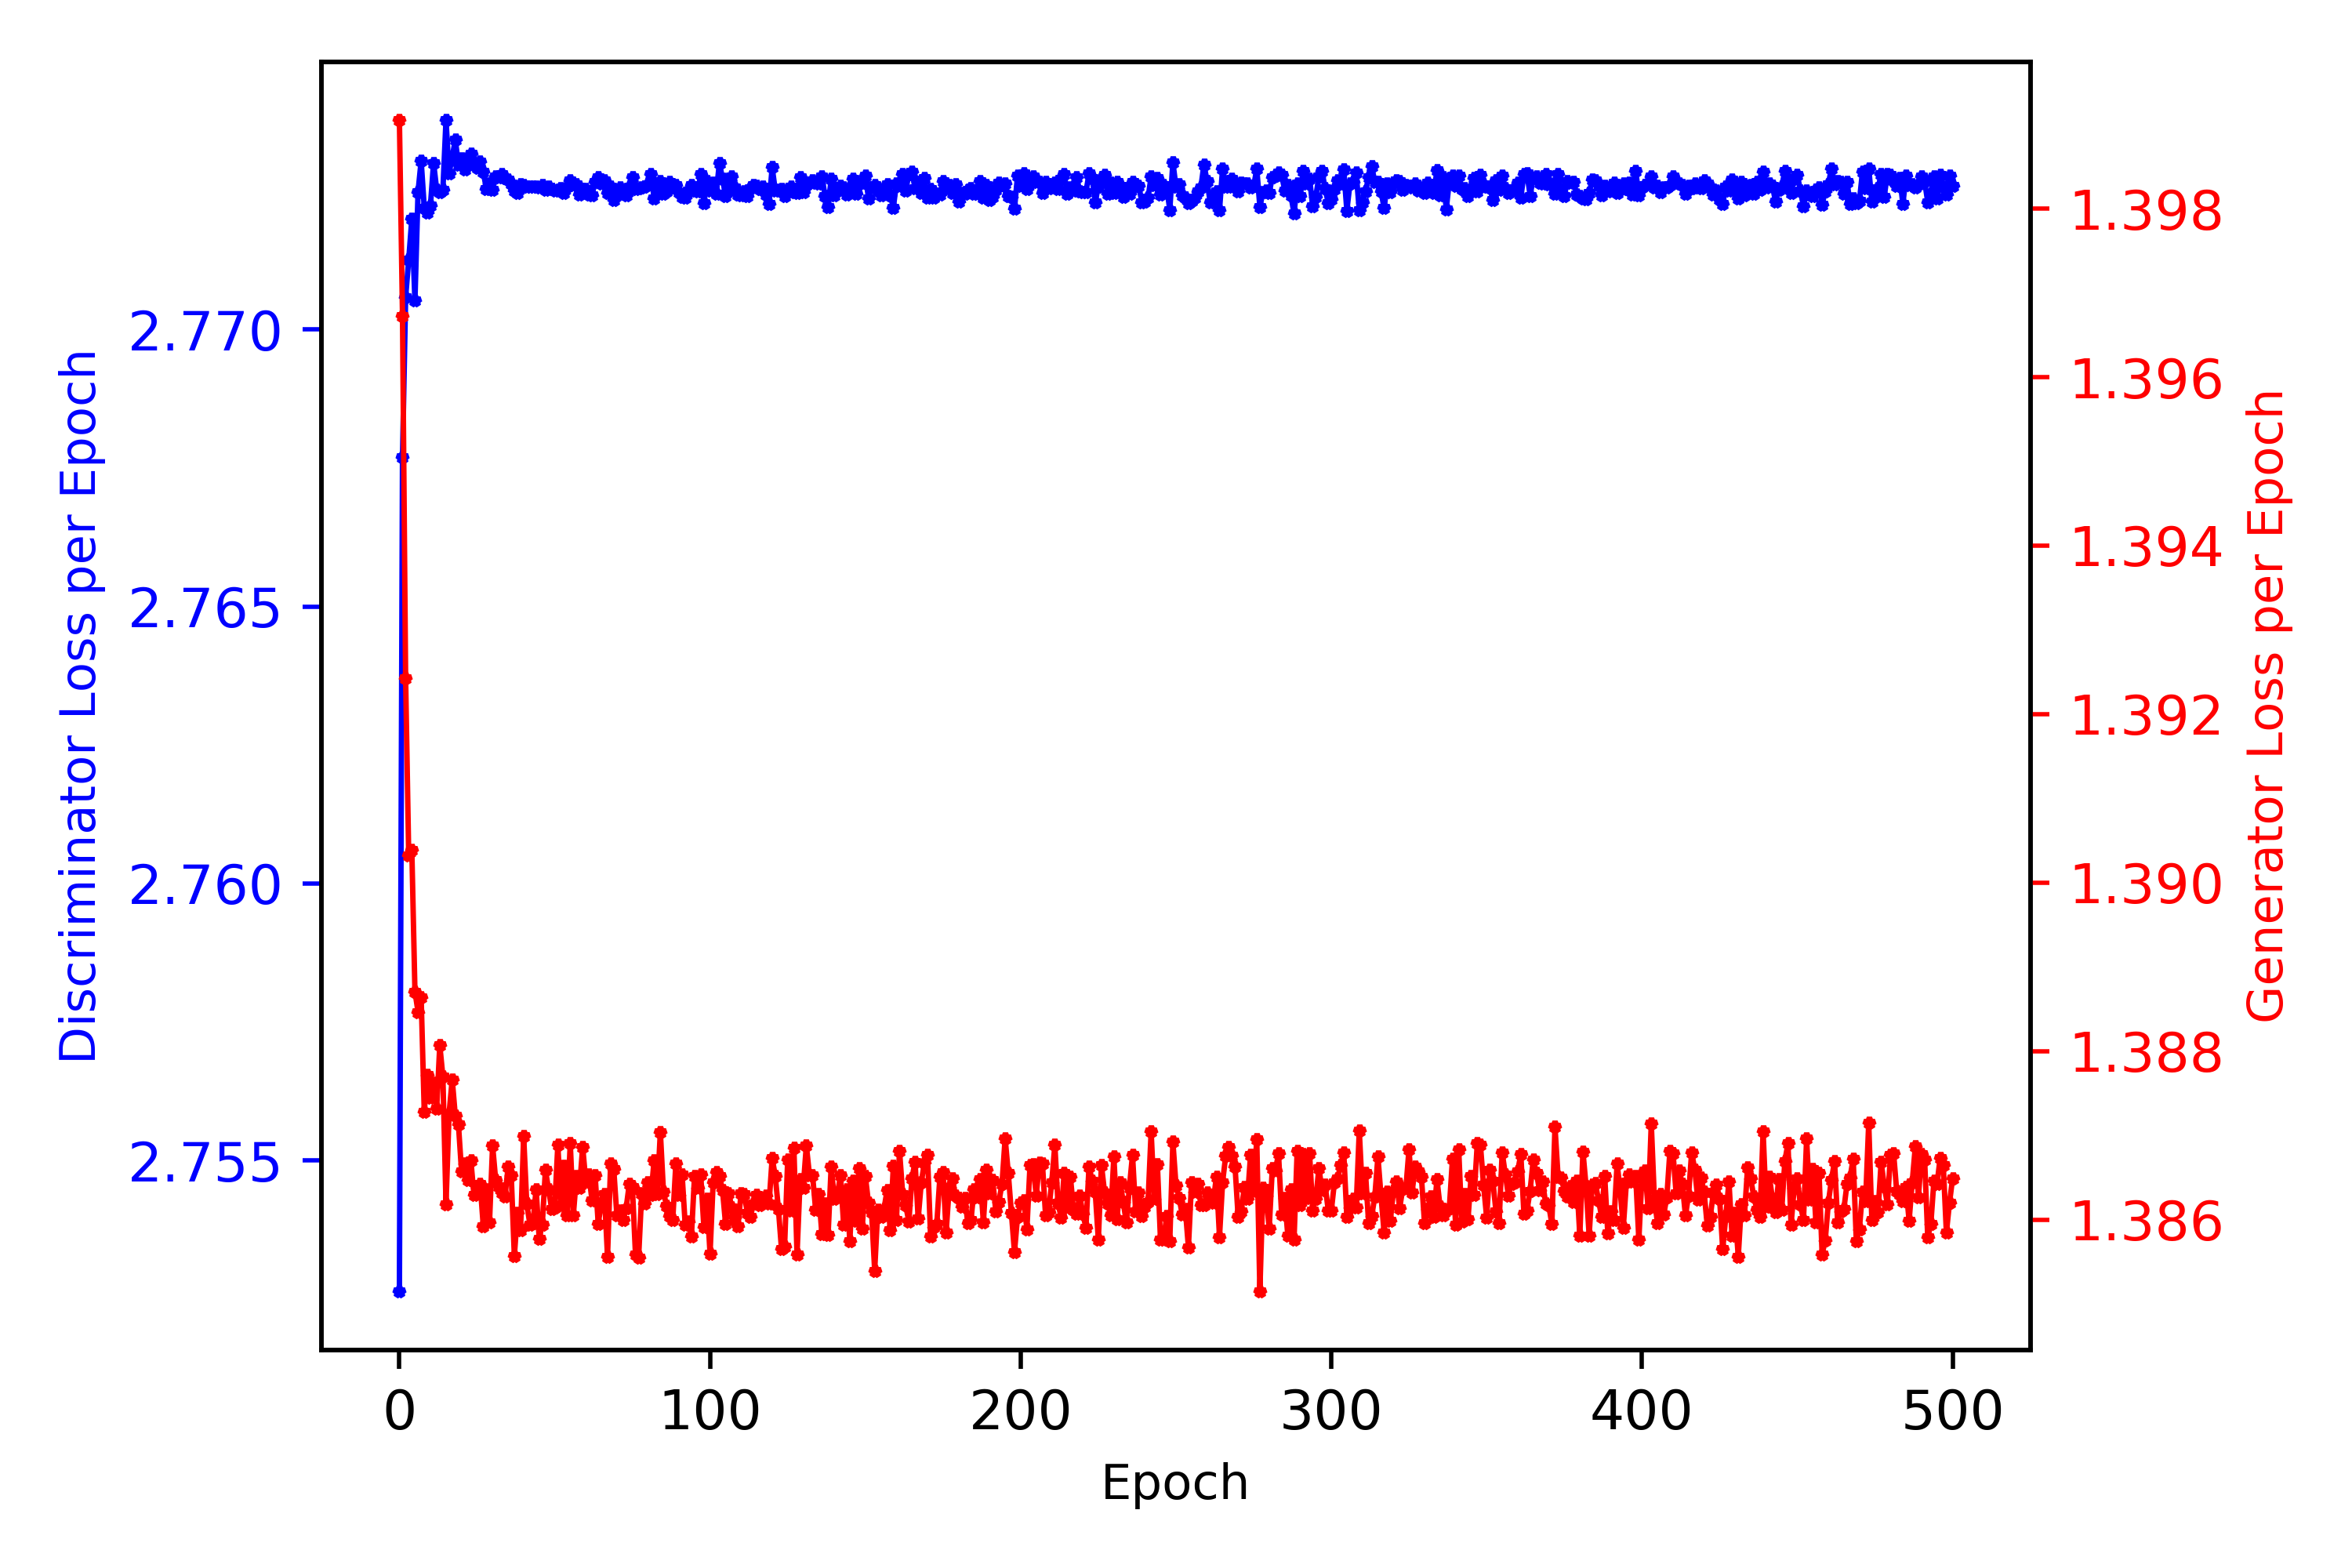 Discriminator Loss per Epoch
2.770
2.765
2.760
2.755
1.398
1.396
1.394
1.392
1.390
1.388
1.386
Generator Loss per Epoch
0 100 200 300 400 500
Epoch